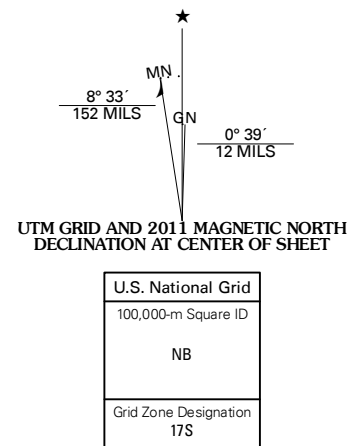 MN
8° 33´
152 MILS
GN
0° 39´
12 MILS
UTM GRID AND 2011 MAGNETIC NORTH
DECLINATION AT CENTER OF SHEET
U.S. National Grid
100,000-m Square ID
NB
Grid Zone Designation
17S